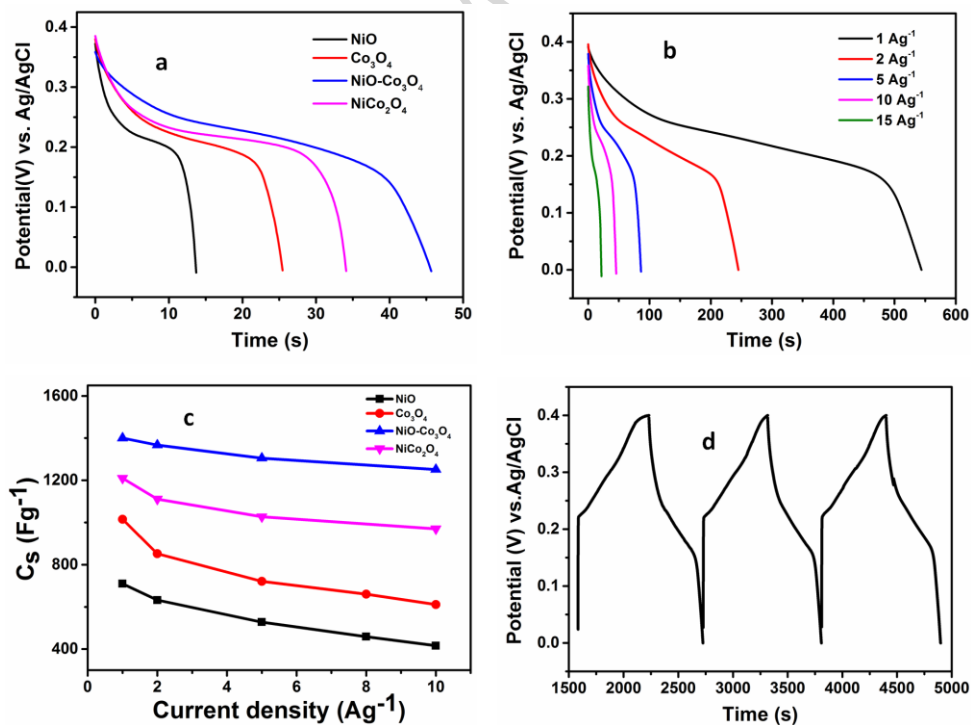 a
NiO
Co₃O₄
NiO-Co₃O₄
NiCo₂O₄
0.4
0.3
0.2
0.1
0.0
Potential(V) vs. Ag/AgCl
0 10 20 30 40 50
Time (s)
b
1 Ag⁻¹
2 Ag⁻¹
5 Ag⁻¹
10 Ag⁻¹
15 Ag⁻¹
0.4
0.3
0.2
0.1
0.0
Potential(V) vs. Ag/AgCl
0 100 200 300 400 500 600
Time (s)
c
NiO
Co₃O₄
NiO-Co₃O₄
NiCo₂O₄
1600
1200
800
400
Cs (Fg⁻¹)
0 2 4 6 8 10
Current density (Ag⁻¹)
d
0.4
0.3
0.2
0.1
0.0
Potential (V) vs.Ag/AgCl
1500 2000 2500 3000 3500 4000 4500 5000
Time (s)